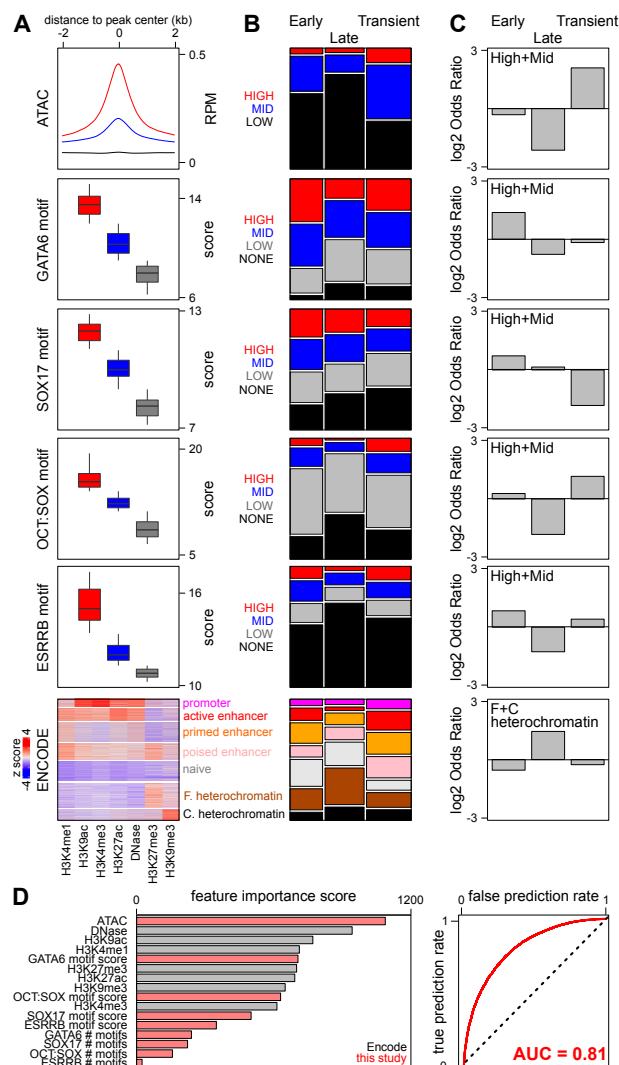 A
distance to peak center (kb)
-2 0 2
ATAC
0.5
RPM
0
GATA6 motif
14
score
6
SOX17 motif
13
score
7
OCT:SOX motif
20
score
5
ESRRB motif
16
score
10
ENCODE
z score
-4 4
promoter
active enhancer
primed enhancer
poised enhancer
naive
F. heterochromatin
C. heterochromatin
H3K4me1
H3K9ac
H3K4me3
H3K27ac
DNase
H3K27me3
H3K9me3
B
Early Transient
Late
HIGH
MID
LOW
HIGH
MID
LOW
NONE
HIGH
MID
LOW
NONE
HIGH
MID
LOW
NONE
HIGH
MID
LOW
NONE
C
Early Transient
Late
log2 Odds Ratio
3
-3
High+Mid
log2 Odds Ratio
3
-3
High+Mid
log2 Odds Ratio
3
-3
High+Mid
log2 Odds Ratio
3
-3
High+Mid
log2 Odds Ratio
3
-3
High+Mid
log2 Odds Ratio
3
-3
F+C
heterochromatin
D
0 feature importance score 1200
ATAC
DNase
H3K9ac
H3K4me1
GATA6 motif score
H3K27me3
H3K27ac
H3K9me3
OCT:SOX motif score
H3K4me3
SOX17 motif score
ESRRB motif score
GATA6 # motifs
SOX17 # motifs
OCT:SOX # motifs
ESRRB # motifs
Encode
this study
0 false prediction rate 1
true prediction rate
1
0
AUC = 0.81